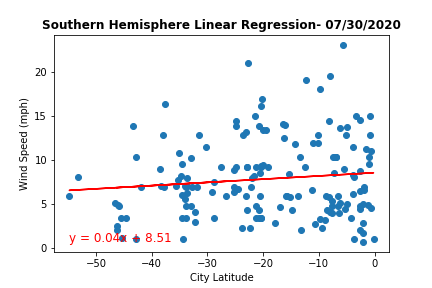 Southern Hemisphere Linear Regression- 07/30/2020
Wind Speed (mph)
20
15
10
5
0
y = 0.04x + 8.51
−50
−40
−30
−20
−10
0
City Latitude